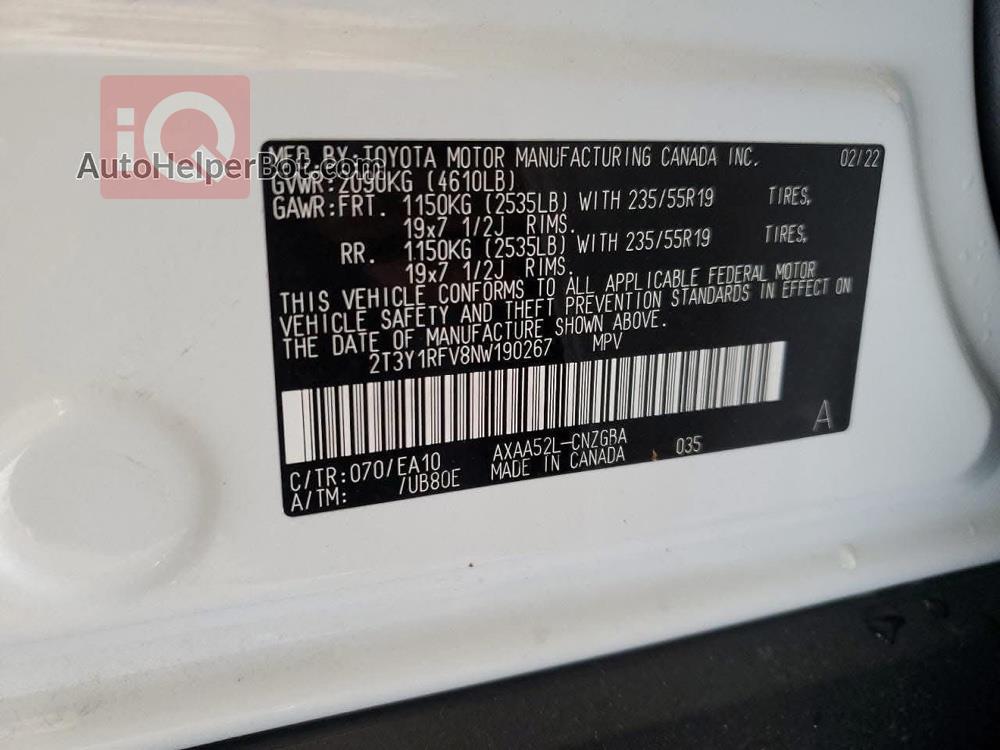 iQ
AutoHelperBot.com
MFD BY: TOYOTA MOTOR MANUFACTURING CANADA INC. 02/22
GVWR: 2090KG (4610LB)
GAWR: FRT. 1150KG (2535LB) WITH 235/55R19 TIRES,
19x7 1/2J RIMS.
RR. 1150KG (2535LB) WITH 235/55R19 TIRES,
19x7 1/2J RIMS.
THIS VEHICLE CONFORMS TO ALL APPLICABLE FEDERAL MOTOR
VEHICLE SAFETY AND THEFT PREVENTION STANDARDS IN EFFECT ON
THE DATE OF MANUFACTURE SHOWN ABOVE.
2T3Y1RFV8NW190267 MPV
A
C/TR: 070/EA10 AXAA52L-CNZGBA 035
A/TM: /UB80E MADE IN CANADA